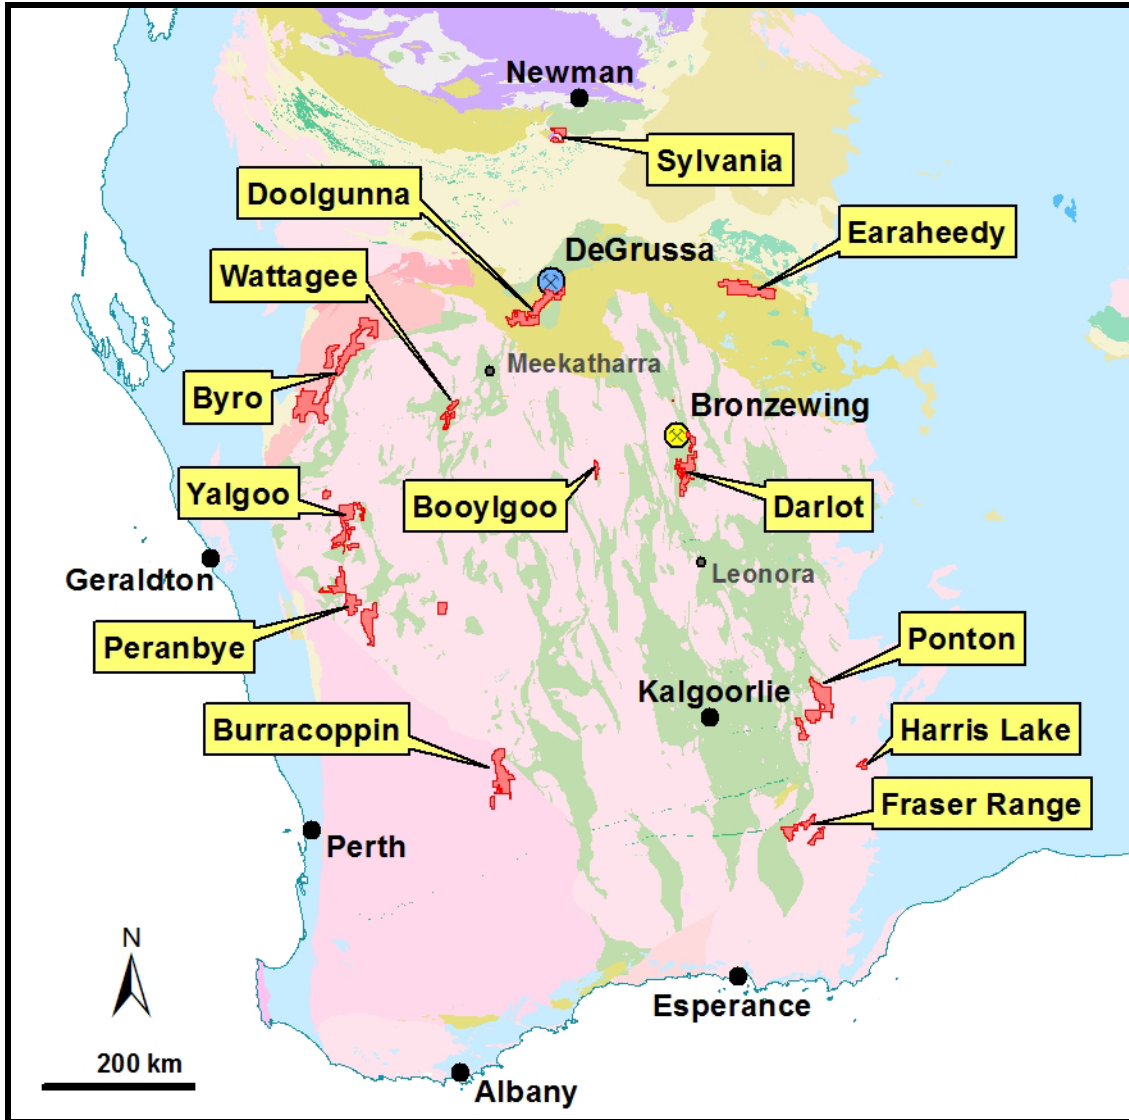 Newman
Sylvania
Doolgunna
Earaheedy
DeGrussa
Wattagee
Meekatharra
Byro
Bronzewing
Yalgoo
Booylgoo
Darlot
Geraldton
Leonora
Peranbye
Ponton
Kalgoorlie
Burracoppin
Harris Lake
Fraser Range
Perth
N
Esperance
200 km
Albany